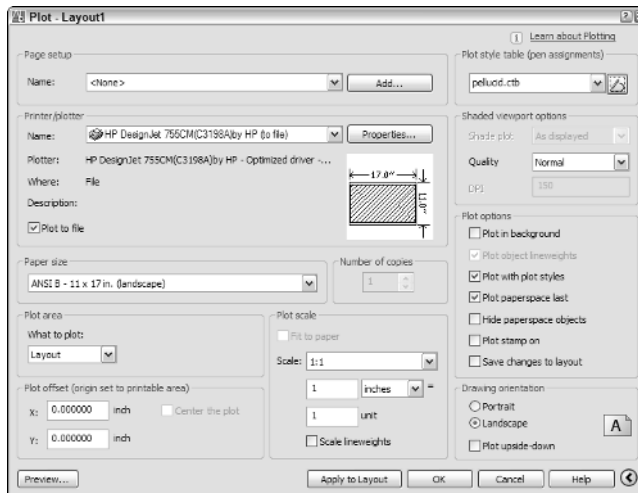 Plot - Layout1
Learn about Plotting
Page setup
Name: <None> Add...
Plot style table (pen assignments)
pellucid.ctb
Printer/plotter
Name: HP DesignJet 755CM(C3198A)by HP (to file) Properties...
Plotter: HP DesignJet 755CM(C3198A)by HP - Optimized driver -...
Where: File
Description:
Plot to file
17.0"
11.0"
Shaded viewport options
Shade plot: As displayed
Quality Normal
DPI 150
Paper size
ANSI B - 11 x 17 in. (landscape)
Number of copies
1
Plot area
What to plot:
Layout
Plot scale
Fit to paper
Scale: 1:1
1 inches =
1 unit
Scale lineweights
Plot offset (origin set to printable area)
X: 0.000000 inch Center the plot
Y: 0.000000 inch
Plot options
Plot in background
Plot object lineweights
Plot with plot styles
Plot paperspace last
Hide paperspace objects
Plot stamp on
Save changes to layout
Drawing orientation
Portrait
Landscape
Plot upside-down
A
Preview... Apply to Layout OK Cancel Help